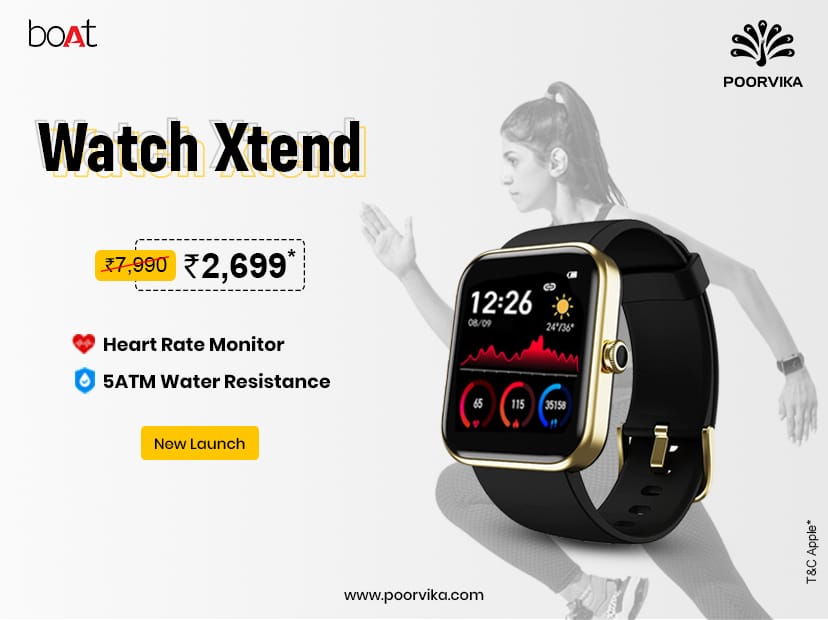 boAt
POORVIKA
Watch Xtend
₹7,990 ₹2,699*
Heart Rate Monitor
5ATM Water Resistance
New Launch
12:26
08/09
24°/36°
65
115
35158
T&C Apple*
www.poorvika.com